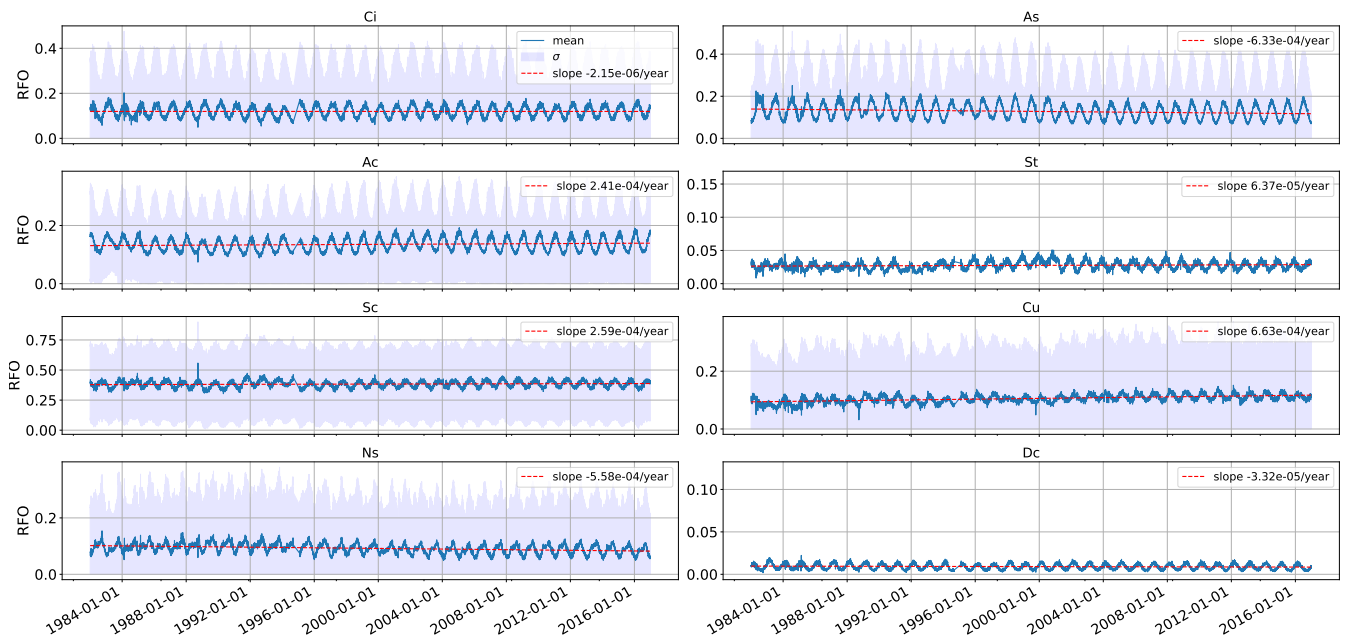 Ci
As
RFO
0.4
0.2
0.0
mean
σ
slope -2.15e-06/year
0.4
0.2
0.0
slope -6.33e-04/year
Ac
St
RFO
0.2
0.0
slope 2.41e-04/year
0.15
0.10
0.05
0.00
slope 6.37e-05/year
Sc
Cu
RFO
0.75
0.50
0.25
0.00
slope 2.59e-04/year
0.2
0.0
slope 6.63e-04/year
Ns
Dc
RFO
0.2
0.0
slope -5.58e-04/year
0.10
0.05
0.00
slope -3.32e-05/year
1984-01-01
1988-01-01
1992-01-01
1996-01-01
2000-01-01
2004-01-01
2008-01-01
2012-01-01
2016-01-01
1984-01-01
1988-01-01
1992-01-01
1996-01-01
2000-01-01
2004-01-01
2008-01-01
2012-01-01
2016-01-01